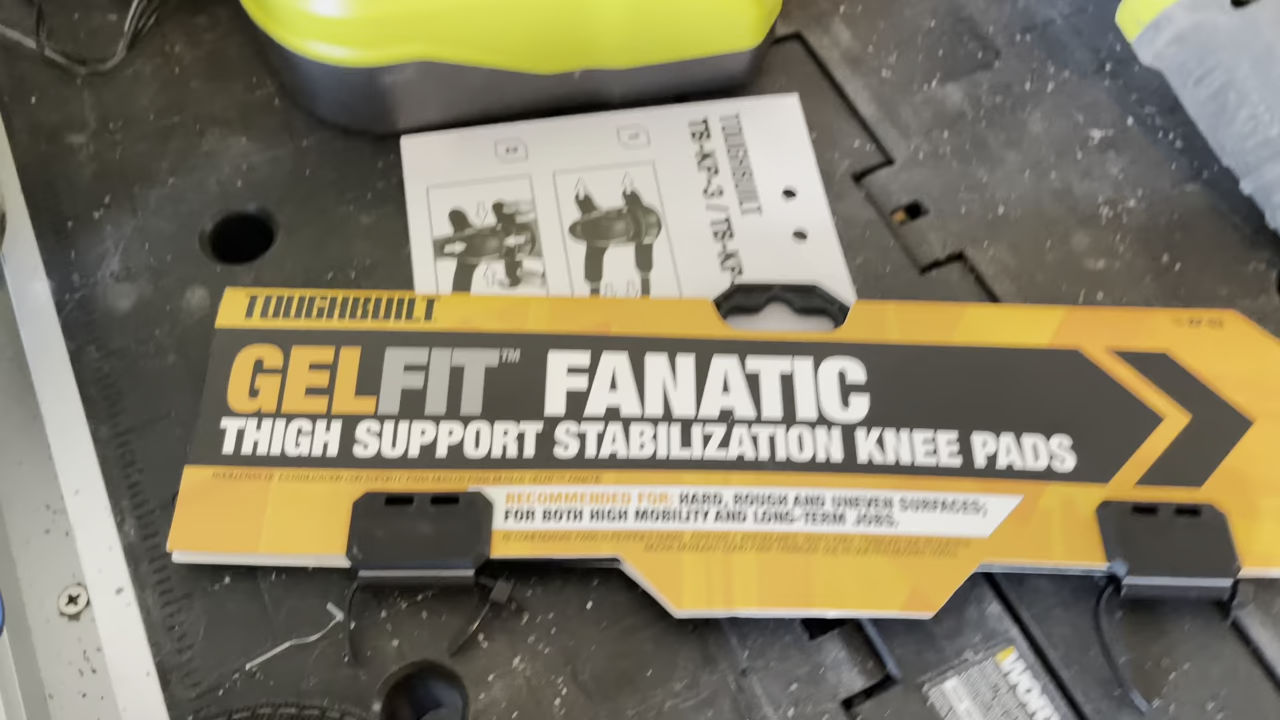 TOUGHBUILT
TB-KP-3 / TB-KP
TOUGHBUILT
GELFIT™ FANATIC
THIGH SUPPORT STABILIZATION KNEE PADS
RECOMMENDED FOR: HARD, ROUGH AND UNEVEN SURFACES;
FOR BOTH HIGH MOBILITY AND LONG-TERM JOBS.
WORX